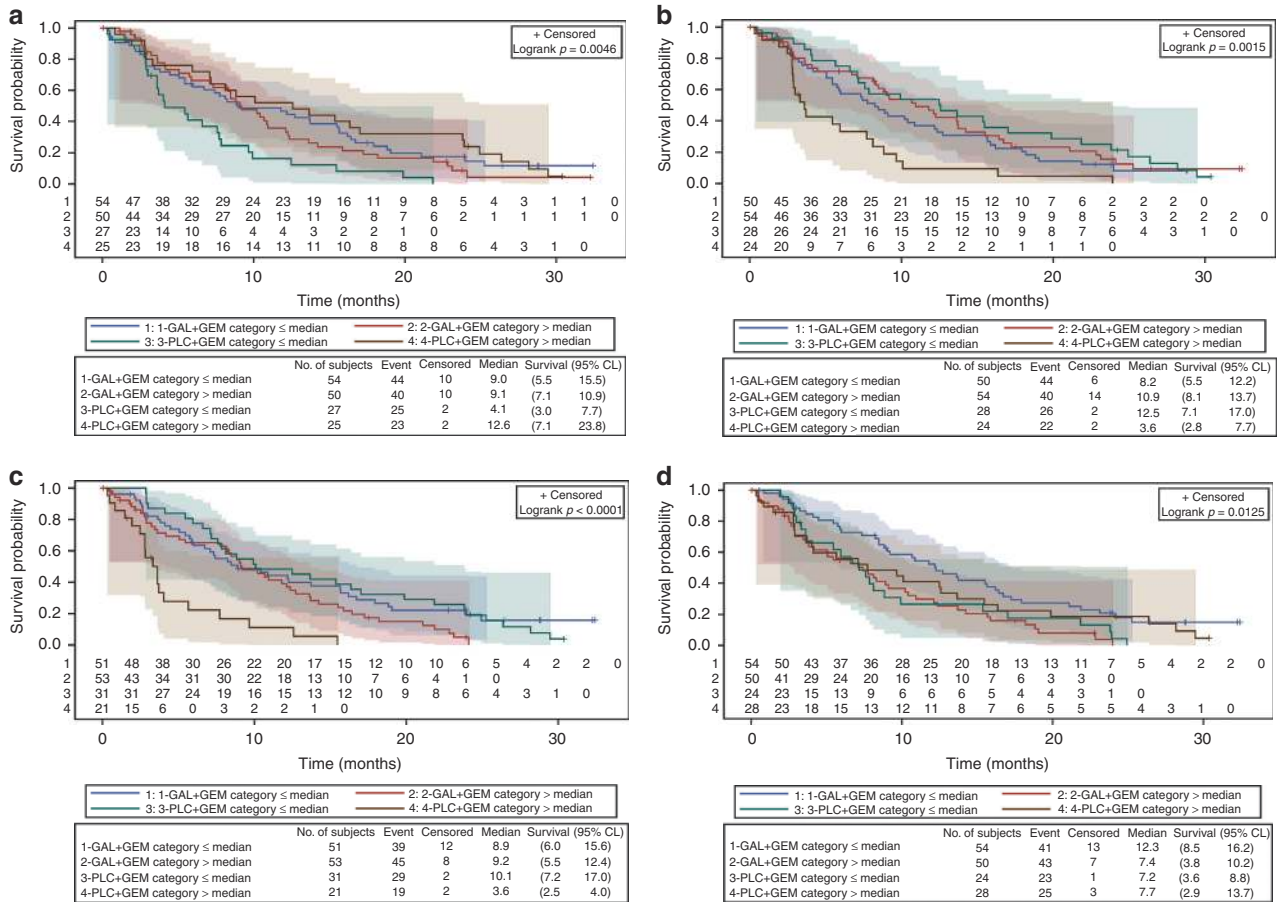 a
+ Censored
Logrank p = 0.0046
Survival probability
1.0
0.8
0.6
0.4
0.2
0.0
1 54 47 38 32 29 24 23 19 16 11 9 8 5 4 3 1 1 0
2 50 44 34 29 27 20 15 11 9 8 7 6 2 1 1 1 1 0
3 27 23 14 10 6 4 4 3 2 2 1 0
4 25 23 19 18 16 14 13 11 10 8 8 8 6 4 3 1 0
0 10 20 30
Time (months)
1: 1-GAL+GEM category ≤ median 2: 2-GAL+GEM category > median
3: 3-PLC+GEM category ≤ median 4: 4-PLC+GEM category > median
No. of subjects Event Censored Median Survival (95% CL)
1-GAL+GEM category ≤ median 54 44 10 9.0 (5.5 15.5)
2-GAL+GEM category > median 50 40 10 9.1 (7.1 10.9)
3-PLC+GEM category ≤ median 27 25 2 4.1 (3.0 7.7)
4-PLC+GEM category > median 25 23 2 12.6 (7.1 23.8)
b
+ Censored
Logrank p = 0.0015
Survival probability
1.0
0.8
0.6
0.4
0.2
0.0
1 50 45 36 28 25 21 18 15 12 10 7 6 2 2 2 0
2 54 46 36 33 31 23 20 15 13 9 9 8 5 3 2 2 0
3 28 26 24 21 16 15 15 12 10 9 8 7 6 4 3 1 0
4 24 20 9 7 6 3 2 2 2 1 1 1 0
0 10 20 30
Time (months)
1: 1-GAL+GEM category ≤ median 2: 2-GAL+GEM category > median
3: 3-PLC+GEM category ≤ median 4: 4-PLC+GEM category > median
No. of subjects Event Censored Median Survival (95% CL)
1-GAL+GEM category ≤ median 50 44 6 8.2 (5.5 12.2)
2-GAL+GEM category > median 54 40 14 10.9 (8.1 13.7)
3-PLC+GEM category ≤ median 28 26 2 12.5 7.1 17.0)
4-PLC+GEM category > median 24 22 2 3.6 (2.8 7.7)
c
+ Censored
Logrank p < 0.0001
Survival probability
1.0
0.8
0.6
0.4
0.2
0.0
1 51 48 38 30 26 22 20 17 15 12 10 10 6 5 4 2 2 0
2 53 43 34 31 30 22 18 13 10 7 6 4 1 0
3 31 31 27 24 19 16 15 13 12 10 9 8 6 4 3 1 0
4 21 15 6 0 3 2 2 1 0
0 10 20 30
Time (months)
1: 1-GAL+GEM category ≤ median 2: 2-GAL+GEM category > median
3: 3-PLC+GEM category ≤ median 4: 4-PLC+GEM category > median
No. of subjects Event Censored Median Survival (95% CL)
1-GAL+GEM category ≤ median 51 39 12 8.9 (6.0 15.6)
2-GAL+GEM category > median 53 45 8 9.2 (5.5 12.4)
3-PLC+GEM category ≤ median 31 29 2 10.1 (7.2 17.0)
4-PLC+GEM category > median 21 19 2 3.6 (2.5 4.0)
d
+ Censored
Logrank p = 0.0125
Survival probability
1.0
0.8
0.6
0.4
0.2
0.0
1 54 50 43 37 36 28 25 20 18 13 13 11 7 5 4 2 2 0
2 50 41 29 24 20 16 13 10 7 6 3 3 0
3 24 23 15 13 9 6 6 6 5 4 4 3 1 0
4 28 23 18 15 13 12 11 8 7 6 5 5 5 4 3 1 0
0 10 20 30
Time (months)
1: 1-GAL+GEM category ≤ median 2: 2-GAL+GEM category > median
3: 3-PLC+GEM category ≤ median 4: 4-PLC+GEM category > median
No. of subjects Event Censored Median Survival (95% CL)
1-GAL+GEM category ≤ median 54 41 13 12.3 (8.5 16.2)
2-GAL+GEM category > median 50 43 7 7.4 (3.8 10.2)
3-PLC+GEM category ≤ median 24 23 1 7.2 (3.6 8.8)
4-PLC+GEM category > median 28 25 3 7.7 (2.9 13.7)